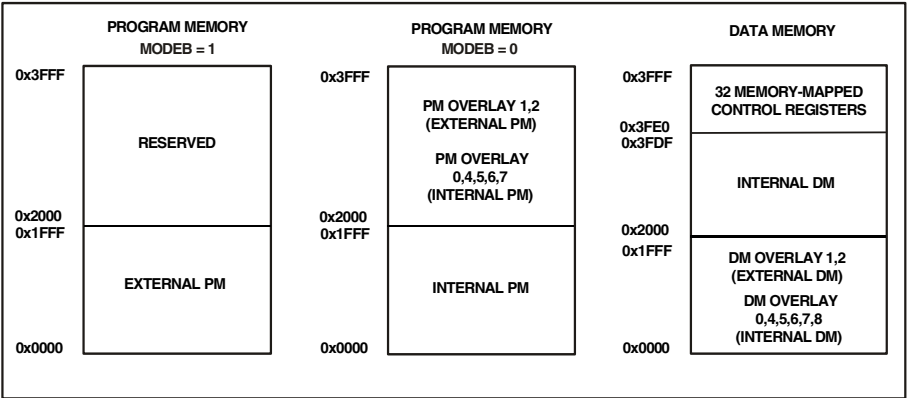 PROGRAM MEMORY
MODEB = 1
0x3FFF
RESERVED
0x2000
0x1FFF
EXTERNAL PM
0x0000
PROGRAM MEMORY
MODEB = 0
0x3FFF
PM OVERLAY 1,2
(EXTERNAL PM)
PM OVERLAY
0,4,5,6,7
(INTERNAL PM)
0x2000
0x1FFF
INTERNAL PM
0x0000
DATA MEMORY
0x3FFF
32 MEMORY-MAPPED
CONTROL REGISTERS
0x3FE0
0x3FDF
INTERNAL DM
0x2000
0x1FFF
DM OVERLAY 1,2
(EXTERNAL DM)
DM OVERLAY
0,4,5,6,7,8
(INTERNAL DM)
0x0000